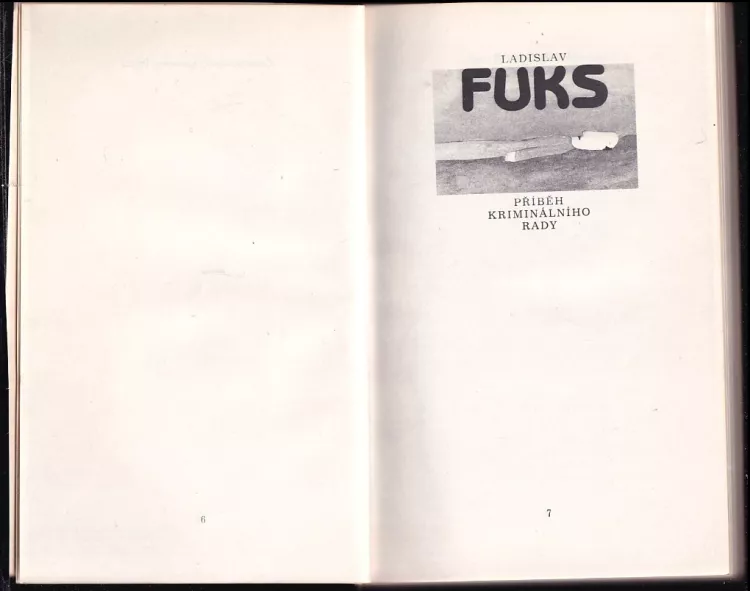 6
LADISLAV
FUKS
PŘÍBĚH
KRIMINÁLNÍHO
RADY
7